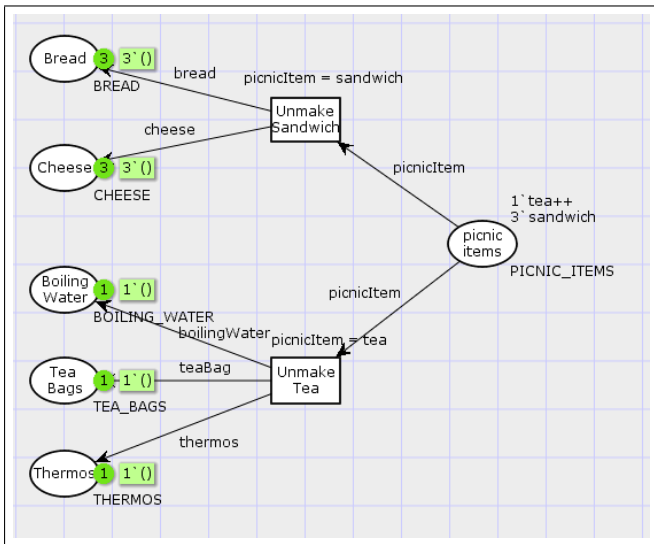 Bread 3 3`()
BREAD
bread
picnicItem = sandwich
Unmake
Sandwich
cheese
Cheese 3 3`()
CHEESE
picnicItem
1`tea++
3`sandwich
picnic
items
PICNIC_ITEMS
Boiling
Water 1 1`()
BOILING_WATER
boilingWater
picnicItem
picnicItem = tea
Unmake
Tea
teaBag
Tea
Bags 1 1`()
TEA_BAGS
thermos
Thermos 1 1`()
THERMOS